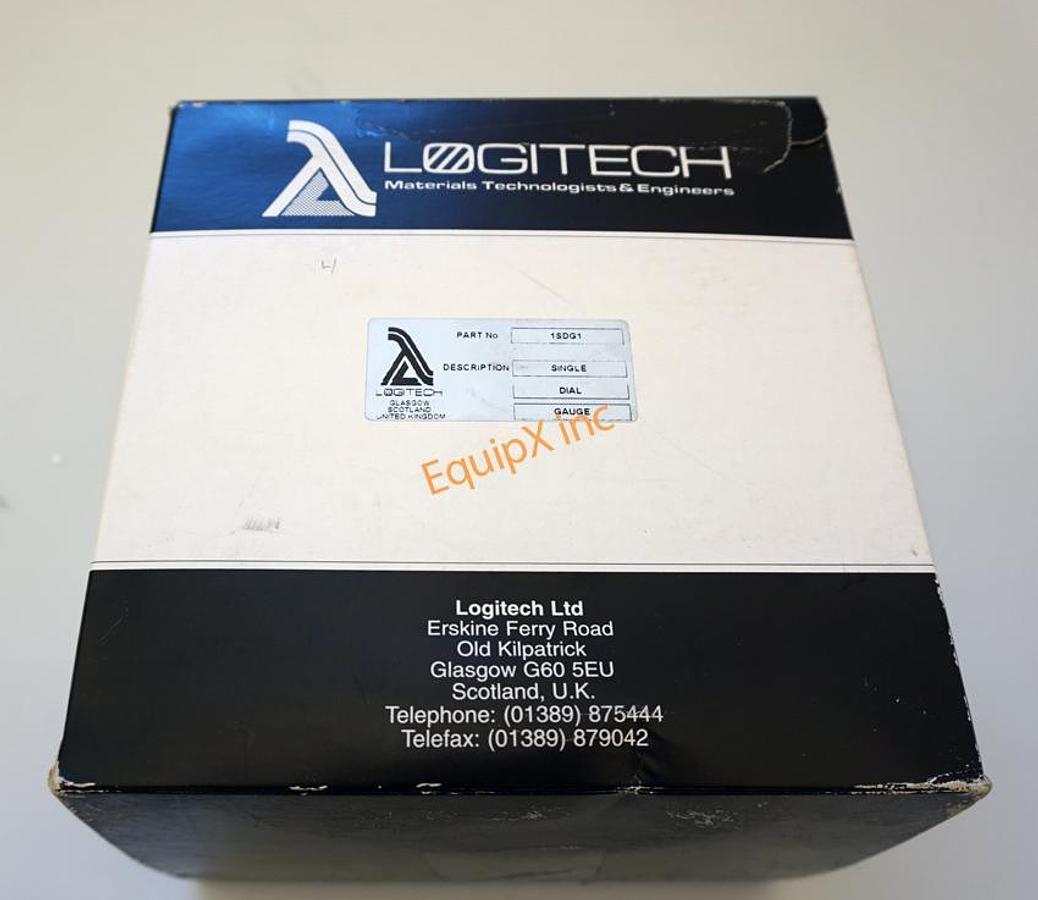 LOGITECH
Materials Technologists & Engineers
PART No 1SDG1
DESCRIPTION SINGLE
DIAL
GAUGE
LOGITECH
GLASGOW
SCOTLAND
UNITED KINGDOM
EquipX inc
Logitech Ltd
Erskine Ferry Road
Old Kilpatrick
Glasgow G60 5EU
Scotland, U.K.
Telephone: (01389) 875444
Telefax: (01389) 879042